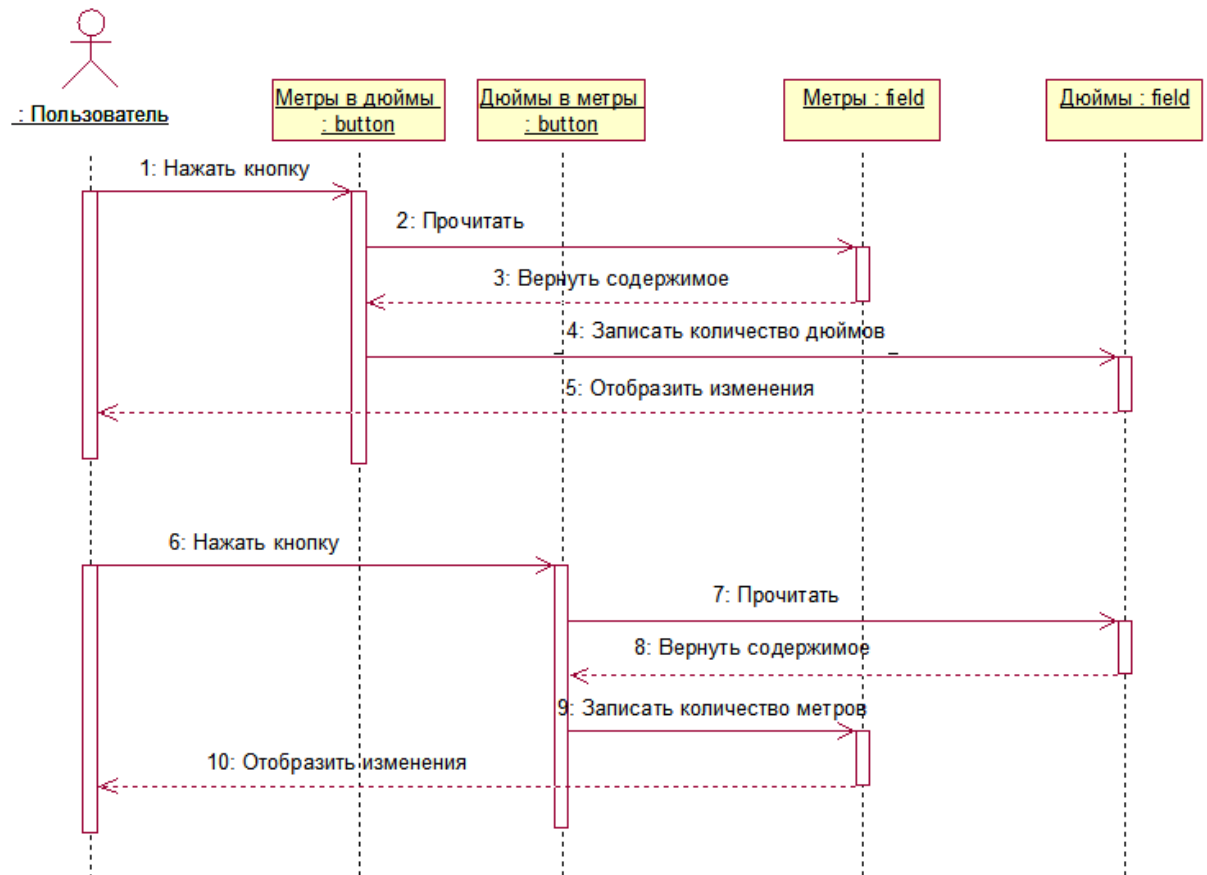 : Пользователь
Метры в дюймы
: button
Дюймы в метры
: button
Метры : field
Дюймы : field
1: Нажать кнопку
2: Прочитать
3: Вернуть содержимое
4: Записать количество дюймов
5: Отобразить изменения
6: Нажать кнопку
7: Прочитать
8: Вернуть содержимое
9: Записать количество метров
10: Отобразить изменения